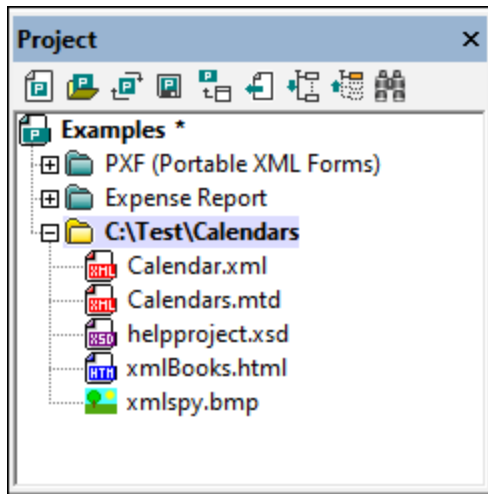 Project
Examples *
PXF (Portable XML Forms)
Expense Report
C:\Test\Calendars
Calendar.xml
Calendars.mtd
helpproject.xsd
xmlBooks.html
xmlspy.bmp